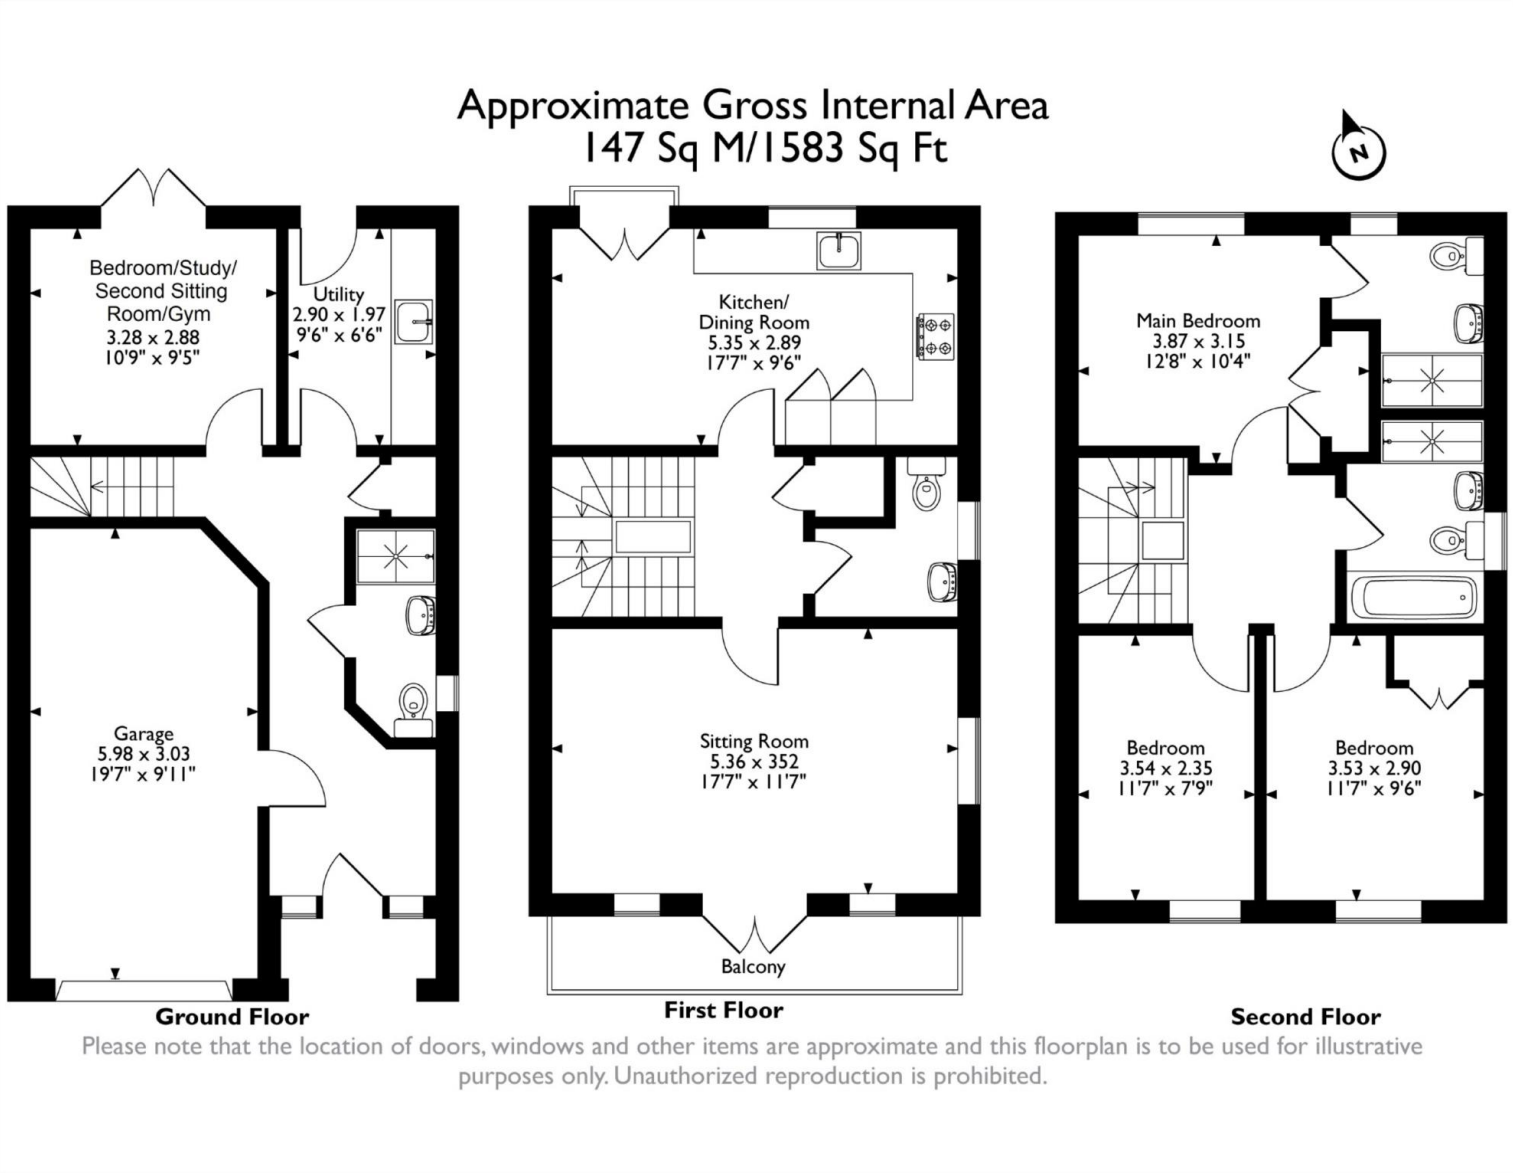 Approximate Gross Internal Area
147 Sq M/1583 Sq Ft
N
Bedroom/Study/
Second Sitting
Room/Gym
3.28 x 2.88
10'9" x 9'5"
Utility
2.90 x 1.97
9'6" x 6'6"
Garage
5.98 x 3.03
19'7" x 9'11"
Ground Floor
Kitchen/
Dining Room
5.35 x 2.89
17'7" x 9'6"
Sitting Room
5.36 x 352
17'7" x 11'7"
Balcony
First Floor
Main Bedroom
3.87 x 3.15
12'8" x 10'4"
Bedroom
3.54 x 2.35
11'7" x 7'9"
Bedroom
3.53 x 2.90
11'7" x 9'6"
Second Floor
Please note that the location of doors, windows and other items are approximate and this floorplan is to be used for illustrative
purposes only. Unauthorized reproduction is prohibited.